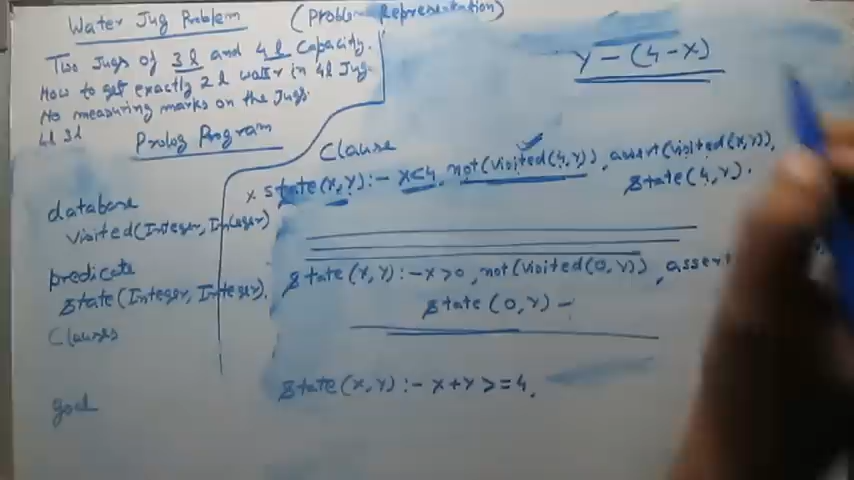 Water Jug Problem (Problem Representation)
Two Jugs of 3 l and 4 l Capacity.
How to get exactly 2 l water in 4l Jug.
No measuring marks on the Jugs.
4l 3l
Prolog Program
Y - (4-X)
Clause
x state(X,Y):- X<4, not(visited(4,Y)), assert(visited(X,Y)),
state(4,Y).
database
visited(Integer, Integer)
predicate
state(Integer, Integer).
Clauses
goal
state(X,Y):-X>0, not(visited(0,Y)), assert
state(0,Y)-
state(X,Y):- X+Y>=4,